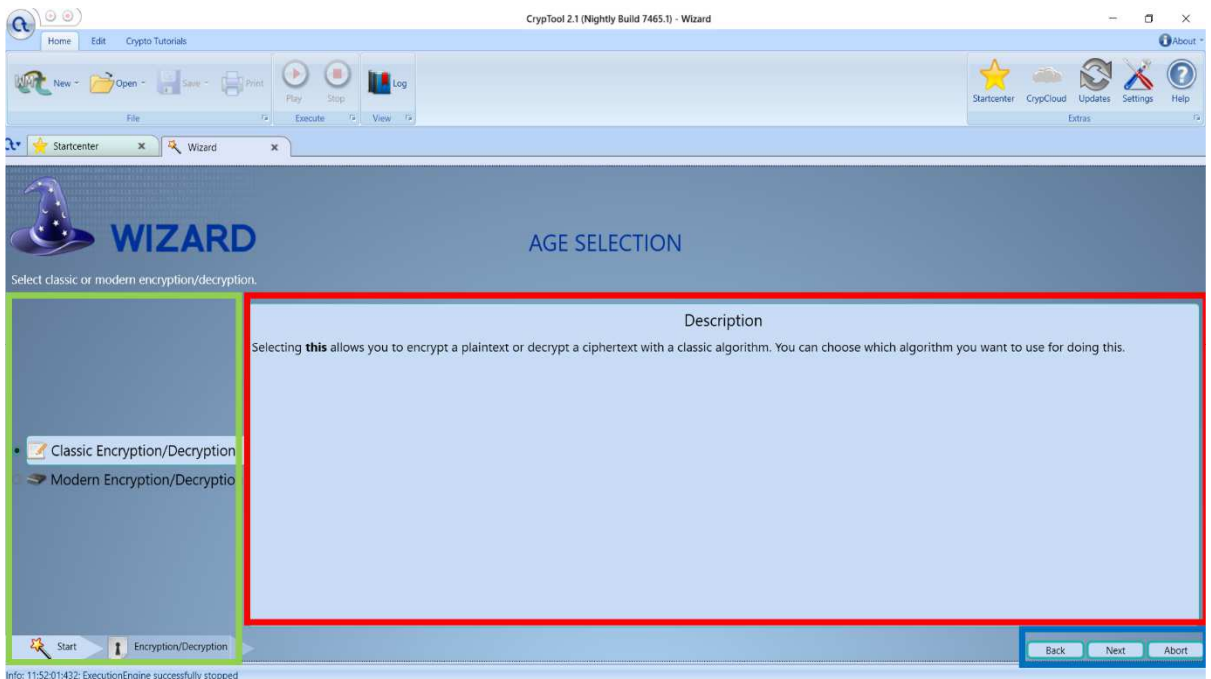 CrypTool 2.1 (Nightly Build 7465.1) - Wizard
Home Edit Crypto Tutorials About
New Open Save Print Play Stop Log Startcenter CrypCloud Updates Settings Help
File Execute View Extras
Startcenter Wizard
WIZARD
AGE SELECTION
Select classic or modern encryption/decryption.
Description
Selecting this allows you to encrypt a plaintext or decrypt a ciphertext with a classic algorithm. You can choose which algorithm you want to use for doing this.
Classic Encryption/Decryption
Modern Encryption/Decryptio
Start Encryption/Decryption
Back Next Abort
Info: 11:52:01:432: ExecutionEngine successfully stopped